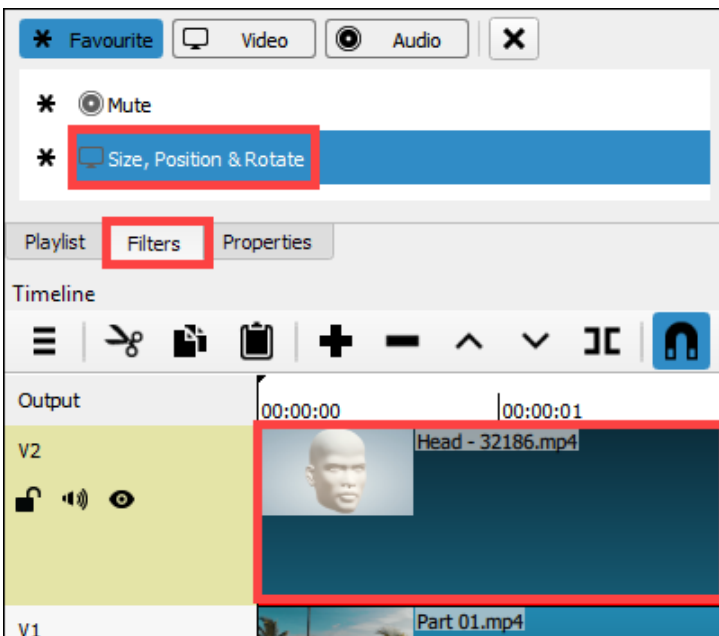 Favourite Video Audio
Mute
Size, Position & Rotate
Playlist Filters Properties
Timeline
Output 00:00:00 00:00:01
V2 Head - 32186.mp4
V1 Part 01.mp4